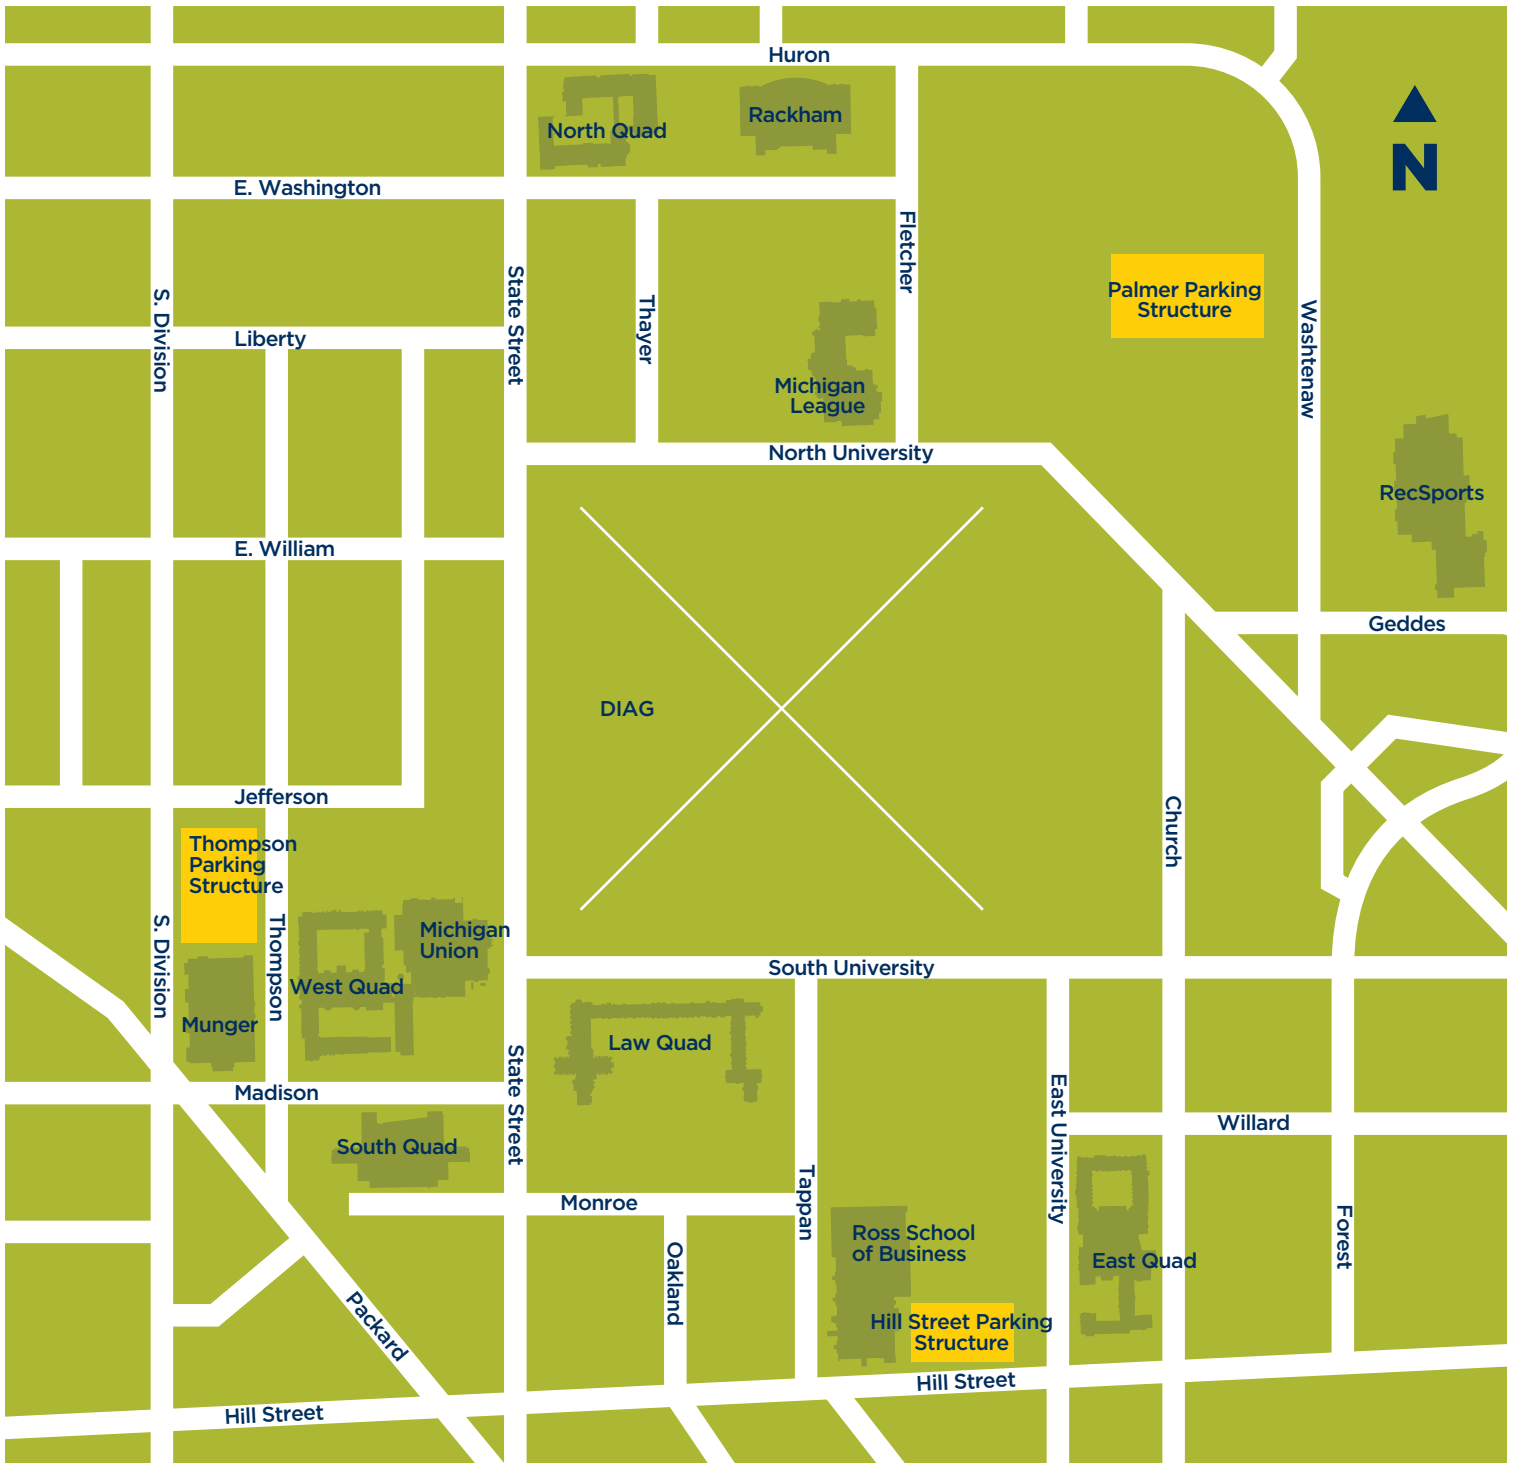 Huron
Rackham
North Quad
N
E. Washington
Fletcher
State Street
Palmer Parking
Structure
S. Division
Thayer
Washtenaw
Liberty
Michigan
League
North University
RecSports
E. William
Geddes
DIAG
Jefferson
Church
Thompson
Parking
Structure
S. Division
Thompson
Michigan
Union
South University
West Quad
Munger
Law Quad
State Street
East University
Madison
Willard
South Quad
Tappan
Monroe
Forest
Ross School
of Business
Oakland
East Quad
Packard
Hill Street Parking
Structure
Hill Street
Hill Street